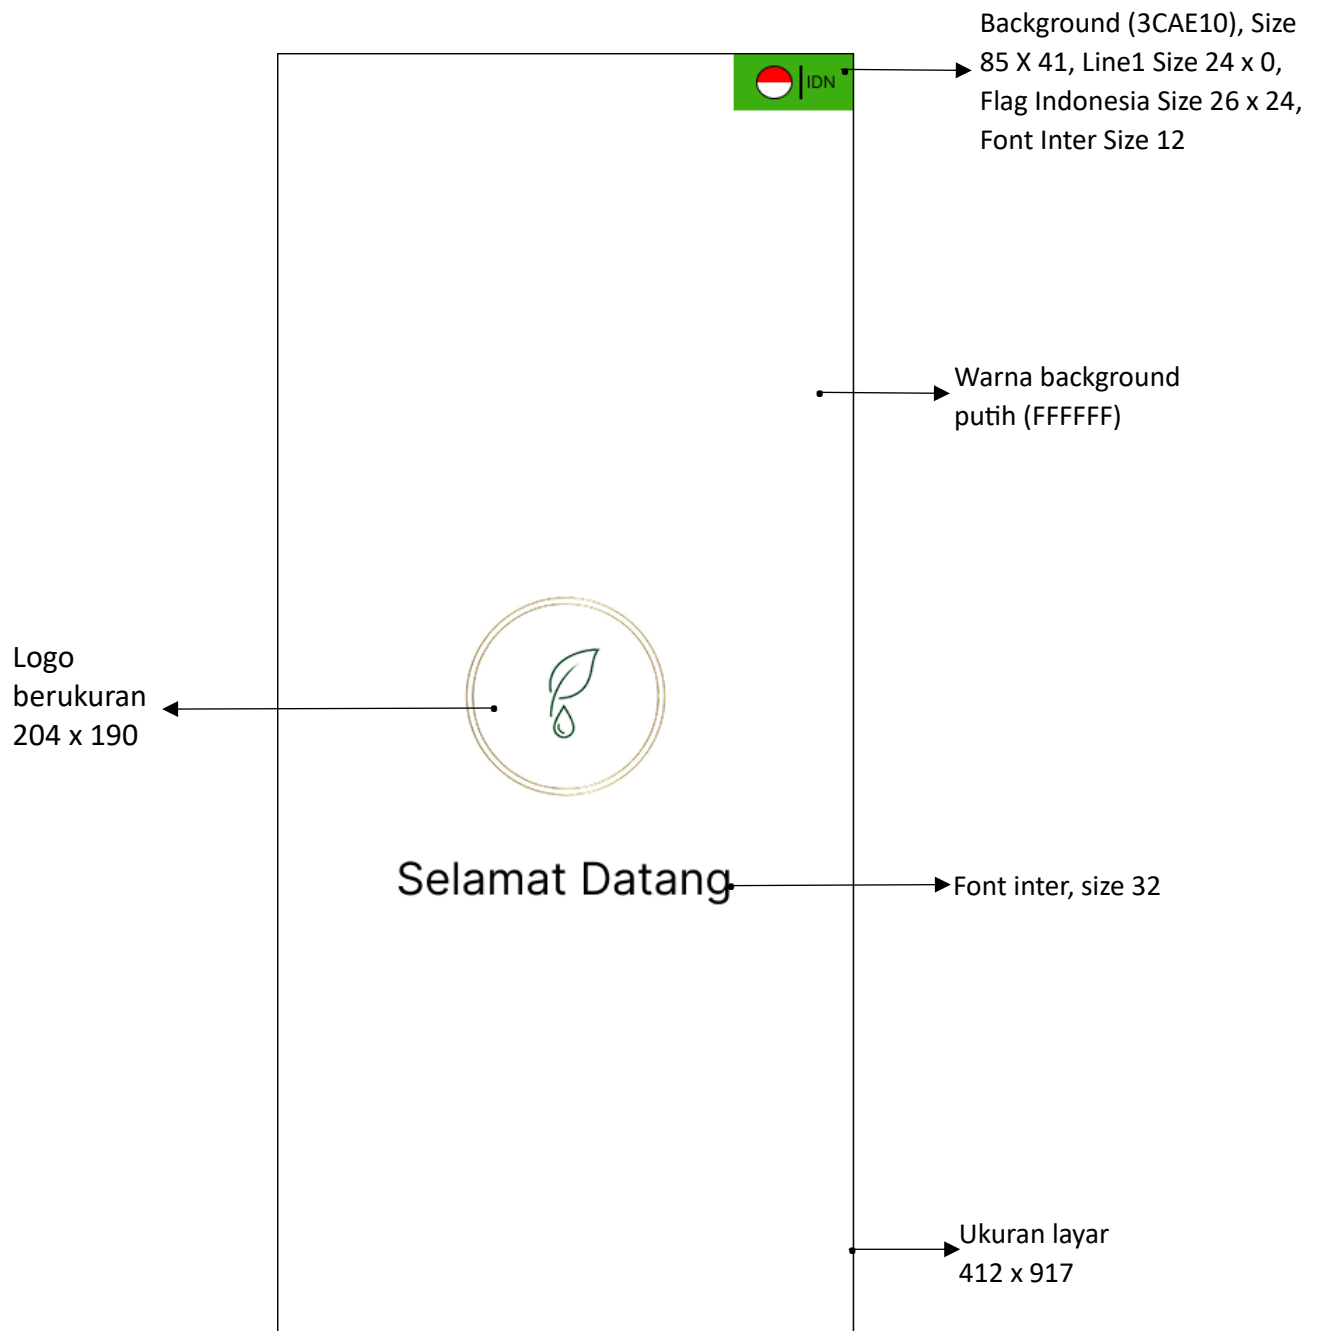 Background (3CAE10), Size
85 X 41, Line1 Size 24 x 0,
Flag Indonesia Size 26 x 24,
Font Inter Size 12
IDN
Warna background
putih (FFFFFF)
Logo
berukuran
204 x 190
Selamat Datang
Font inter, size 32
Ukuran layar
412 x 917